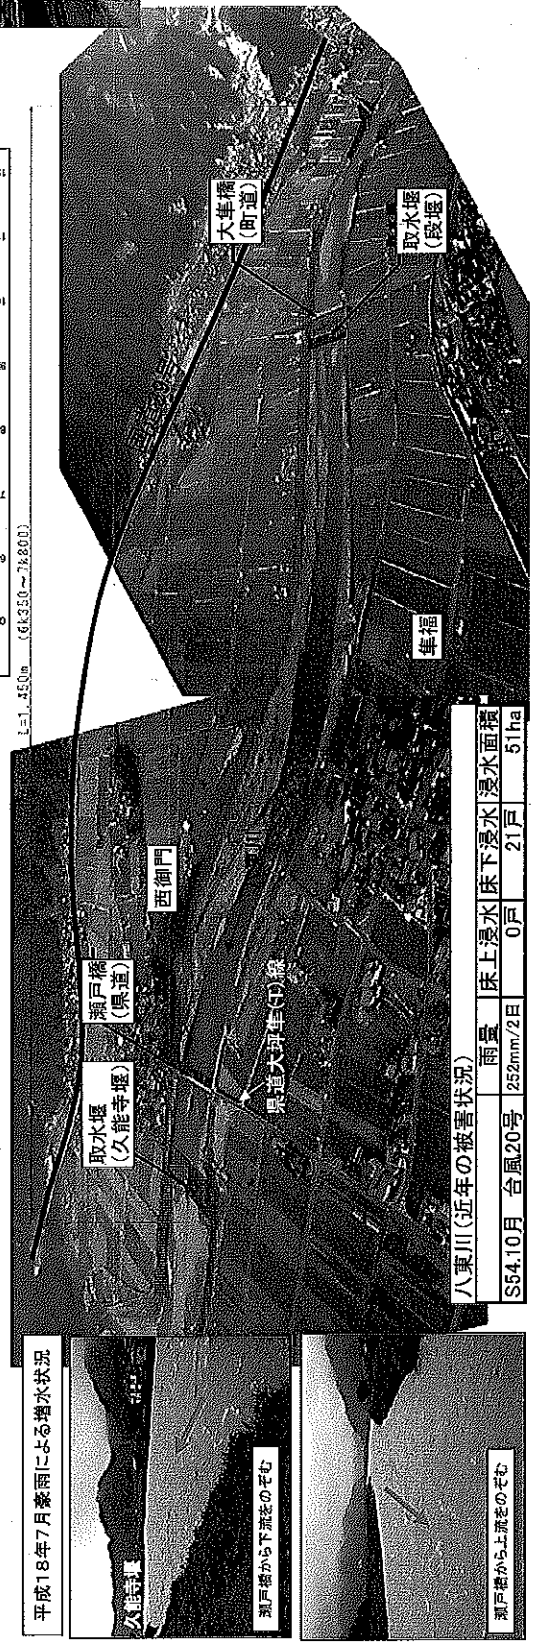 平成18年7月豪雨による増水状況
久能寺堰
瀬戸橋から下流をのぞむ
瀬戸橋から上流をのぞむ
L=1,450m (6k350～7k800)
取水堰
(久能寺堰)
瀬戸橋
(県道)
西御門
県道大坪隼(T)線
大隼橋
(町道)
取水堰
(段堰)
隼福
八東川(近年の被害状況)
雨量 床上浸水 床下浸水 浸水面積
S54.10月 台風20号 252mm/2日 0戸 21戸 51ha